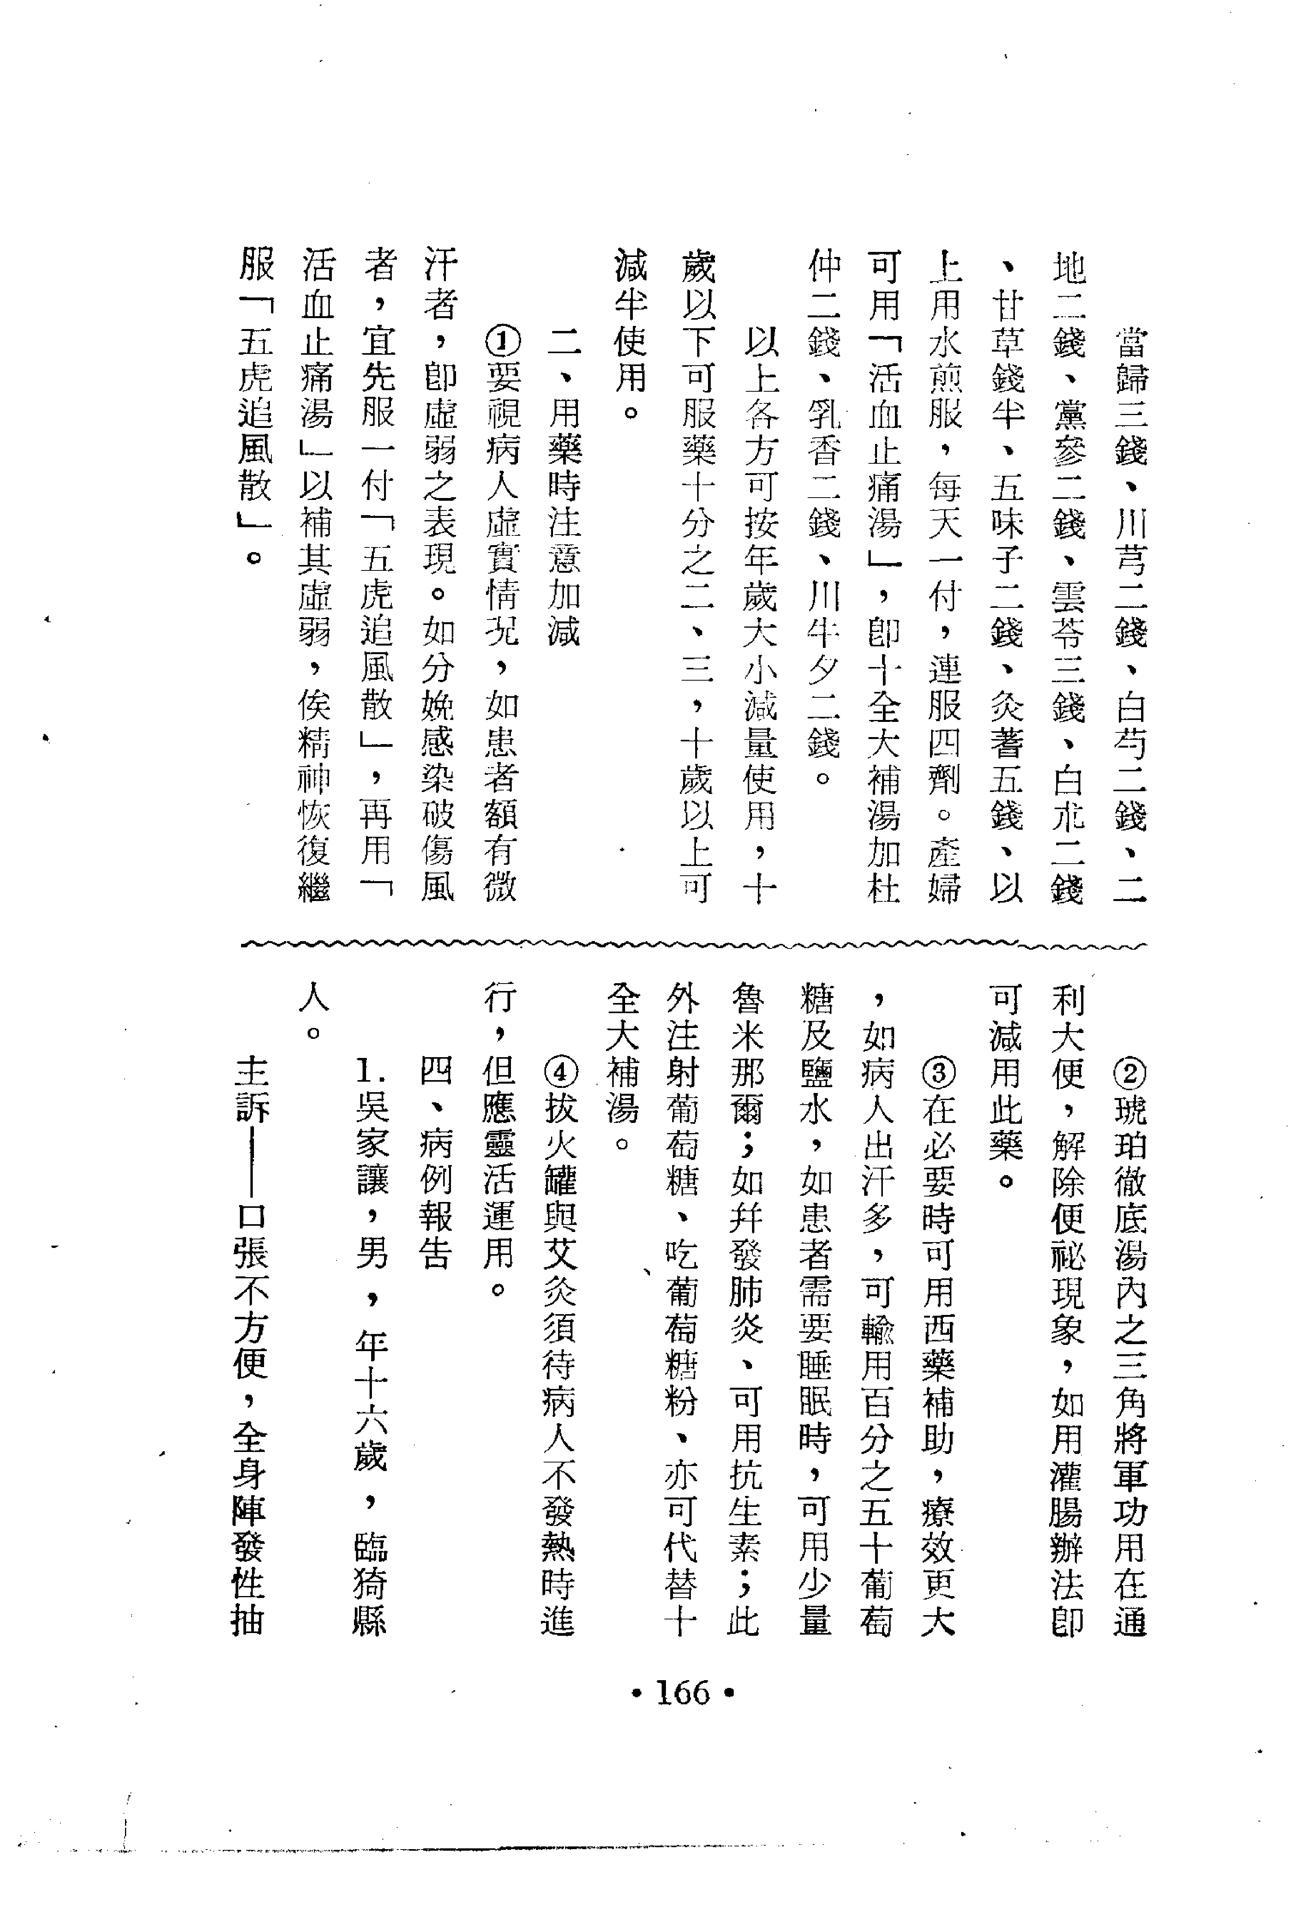 當歸三錢、川芎二錢、白芍二錢、二
地二錢、黨參二錢、雲苓三錢、白朮二錢
、甘草錢半、五味子二錢、灸蓍五錢、以
上用水煎服，每天一付，連服四劑。產婦
可用「活血止痛湯」，卽十全大補湯加杜
仲二錢、乳香二錢、川牛夕二錢。
以上各方可按年歲大小減量使用，十
歲以下可服藥十分之二、三，十歲以上可
減半使用。
二、用藥時注意加減
①要視病人虛實情況，如患者額有微
汗者，卽虛弱之表現。如分娩感染破傷風
者，宜先服一付「五虎追風散」，再用「
活血止痛湯」以補其虛弱，俟精神恢復繼
服「五虎追風散」。
②琥珀徹底湯內之三角將軍功用在通
利大便，解除便祕現象，如用灌腸辦法卽
可減用此藥。
③在必要時可用西藥補助，療效更大
，如病人出汗多，可輸用百分之五十葡萄
糖及鹽水，如患者需要睡眠時，可用少量
魯米那爾；如幷發肺炎、可用抗生素；此
外注射葡萄糖、吃葡萄糖粉、亦可代替十
全大補湯。
④拔火罐與艾灸須待病人不發熱時進
行，但應靈活運用。
四、病例報告
1.吳家讓，男，年十六歲，臨猗縣
人。
主訴——口張不方便，全身陣發性抽
•166•